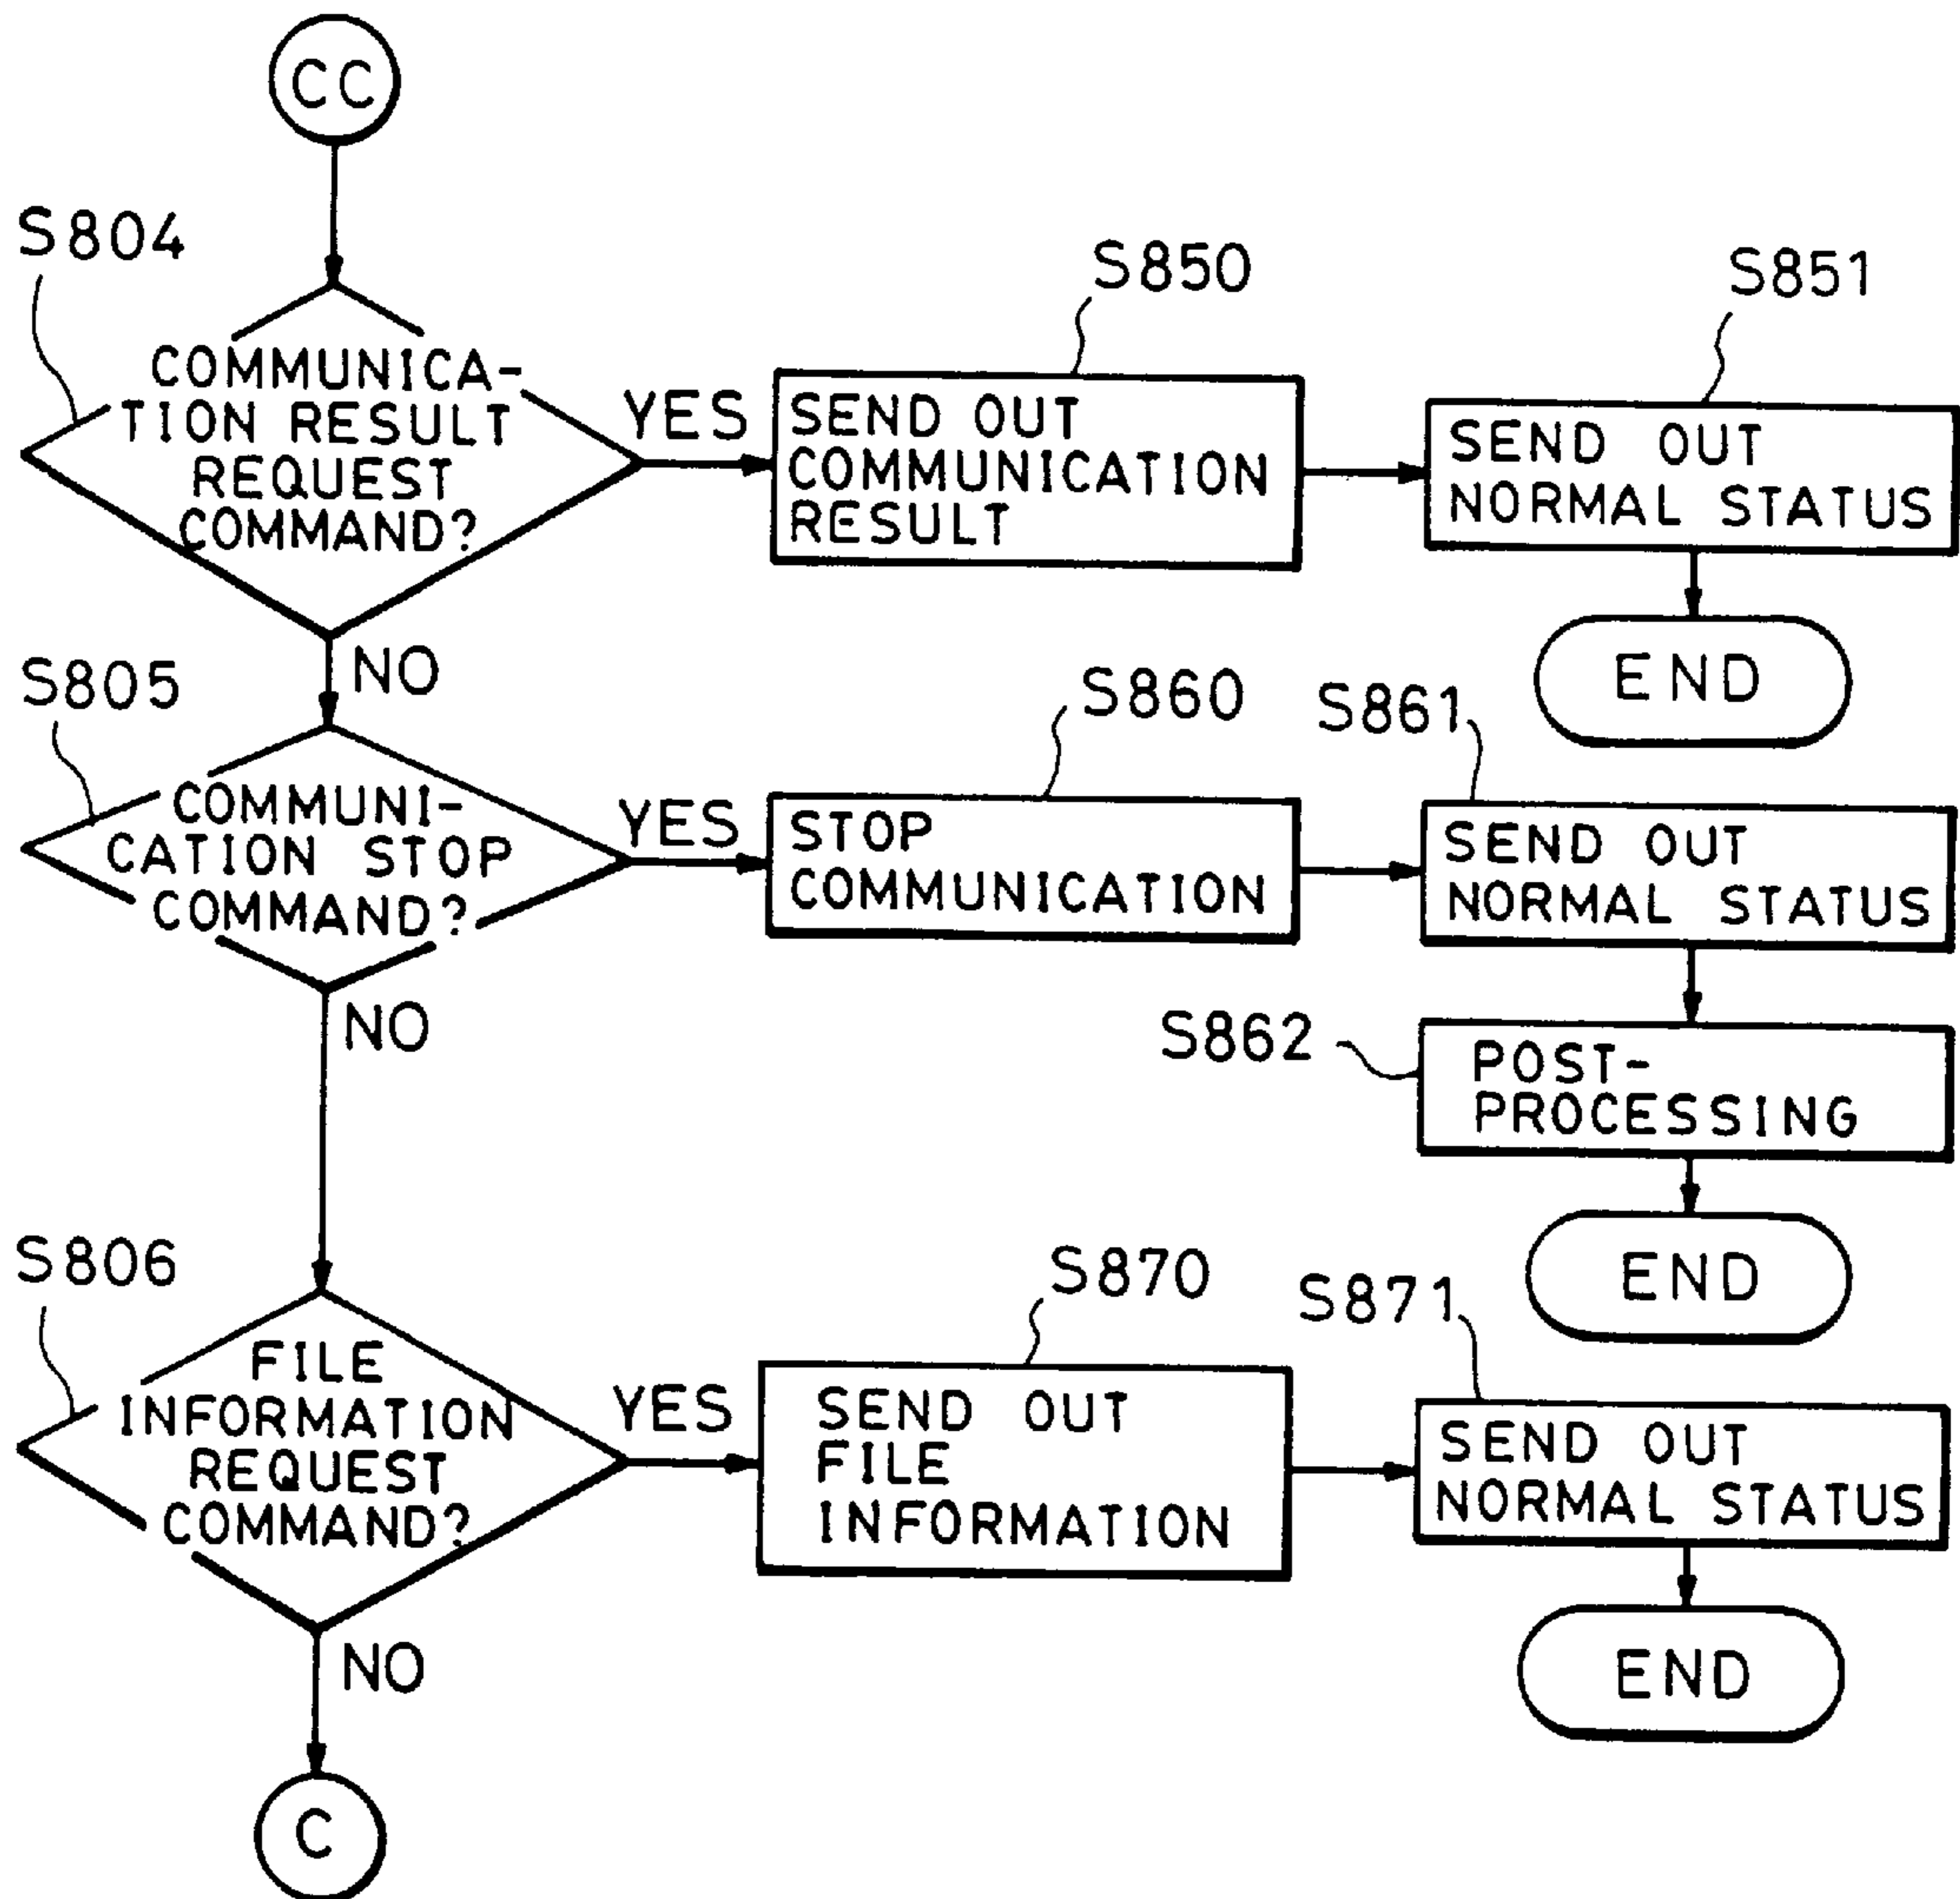 CC
S804
COMMUNICA-
TION RESULT
REQUEST
COMMAND?
YES
NO
S850
SEND OUT
COMMUNICATION
RESULT
S851
SEND OUT
NORMAL STATUS
END
S805
COMMUNI-
CATION STOP
COMMAND?
YES
NO
S860
STOP
COMMUNICATION
S861
SEND OUT
NORMAL STATUS
S862
POST-
PROCESSING
END
S806
FILE
INFORMATION
REQUEST
COMMAND?
YES
NO
S870
SEND OUT
FILE
INFORMATION
S871
SEND OUT
NORMAL STATUS
END
C